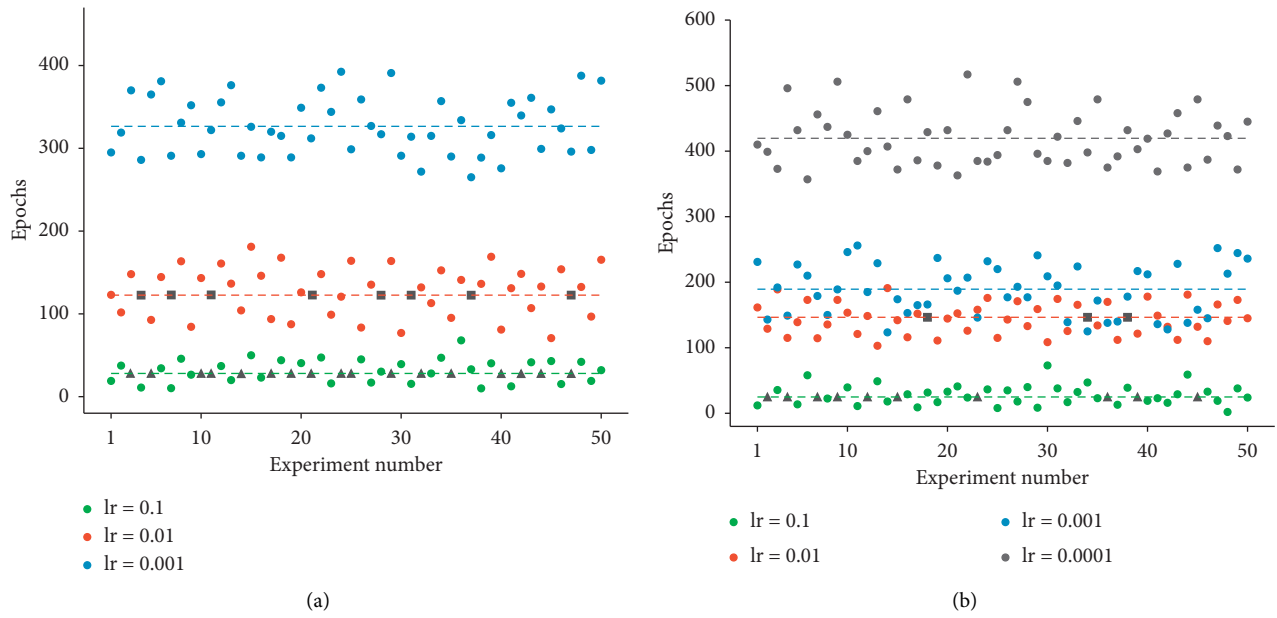 Epochs
400
300
200
100
0
1
10
20
30
40
50
Experiment number
lr = 0.1
lr = 0.01
lr = 0.001
(a)
Epochs
600
500
400
300
200
100
0
1
10
20
30
40
50
Experiment number
lr = 0.1
lr = 0.01
lr = 0.001
lr = 0.0001
(b)